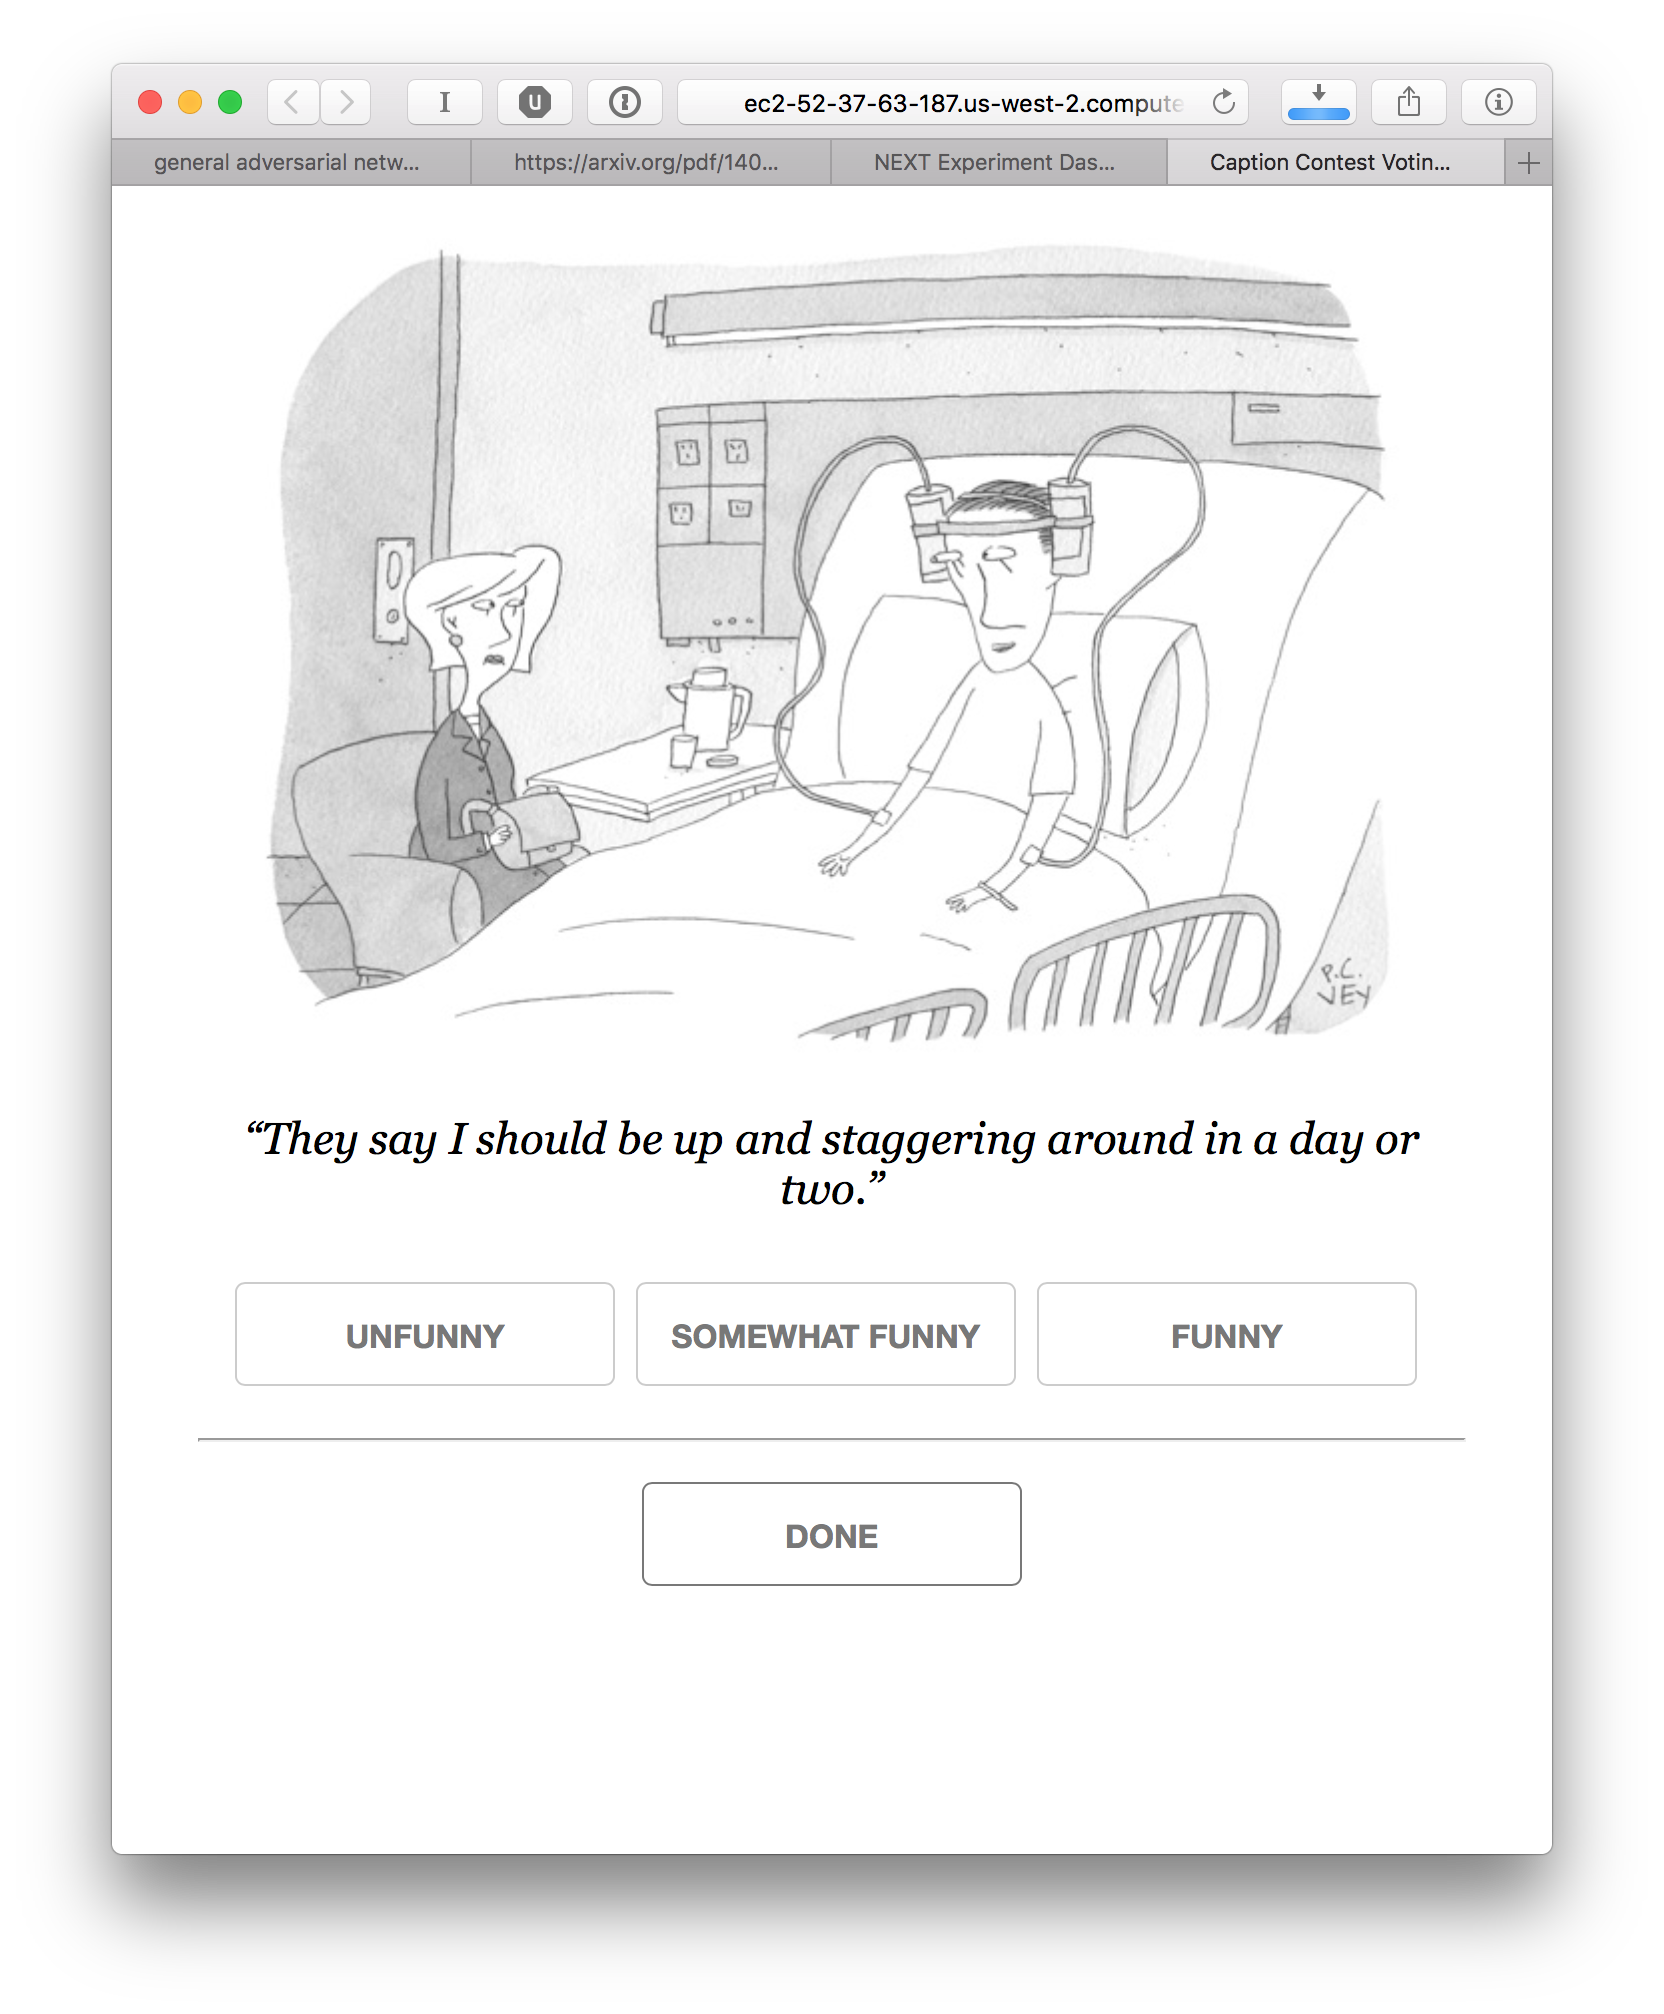 ec2-52-37-63-187.us-west-2.compute
general adversarial netw...
https://arxiv.org/pdf/140...
NEXT Experiment Das...
Caption Contest Votin...
P.C.
VEY
“They say I should be up and staggering around in a day or
two.”
UNFUNNY
SOMEWHAT FUNNY
FUNNY
DONE